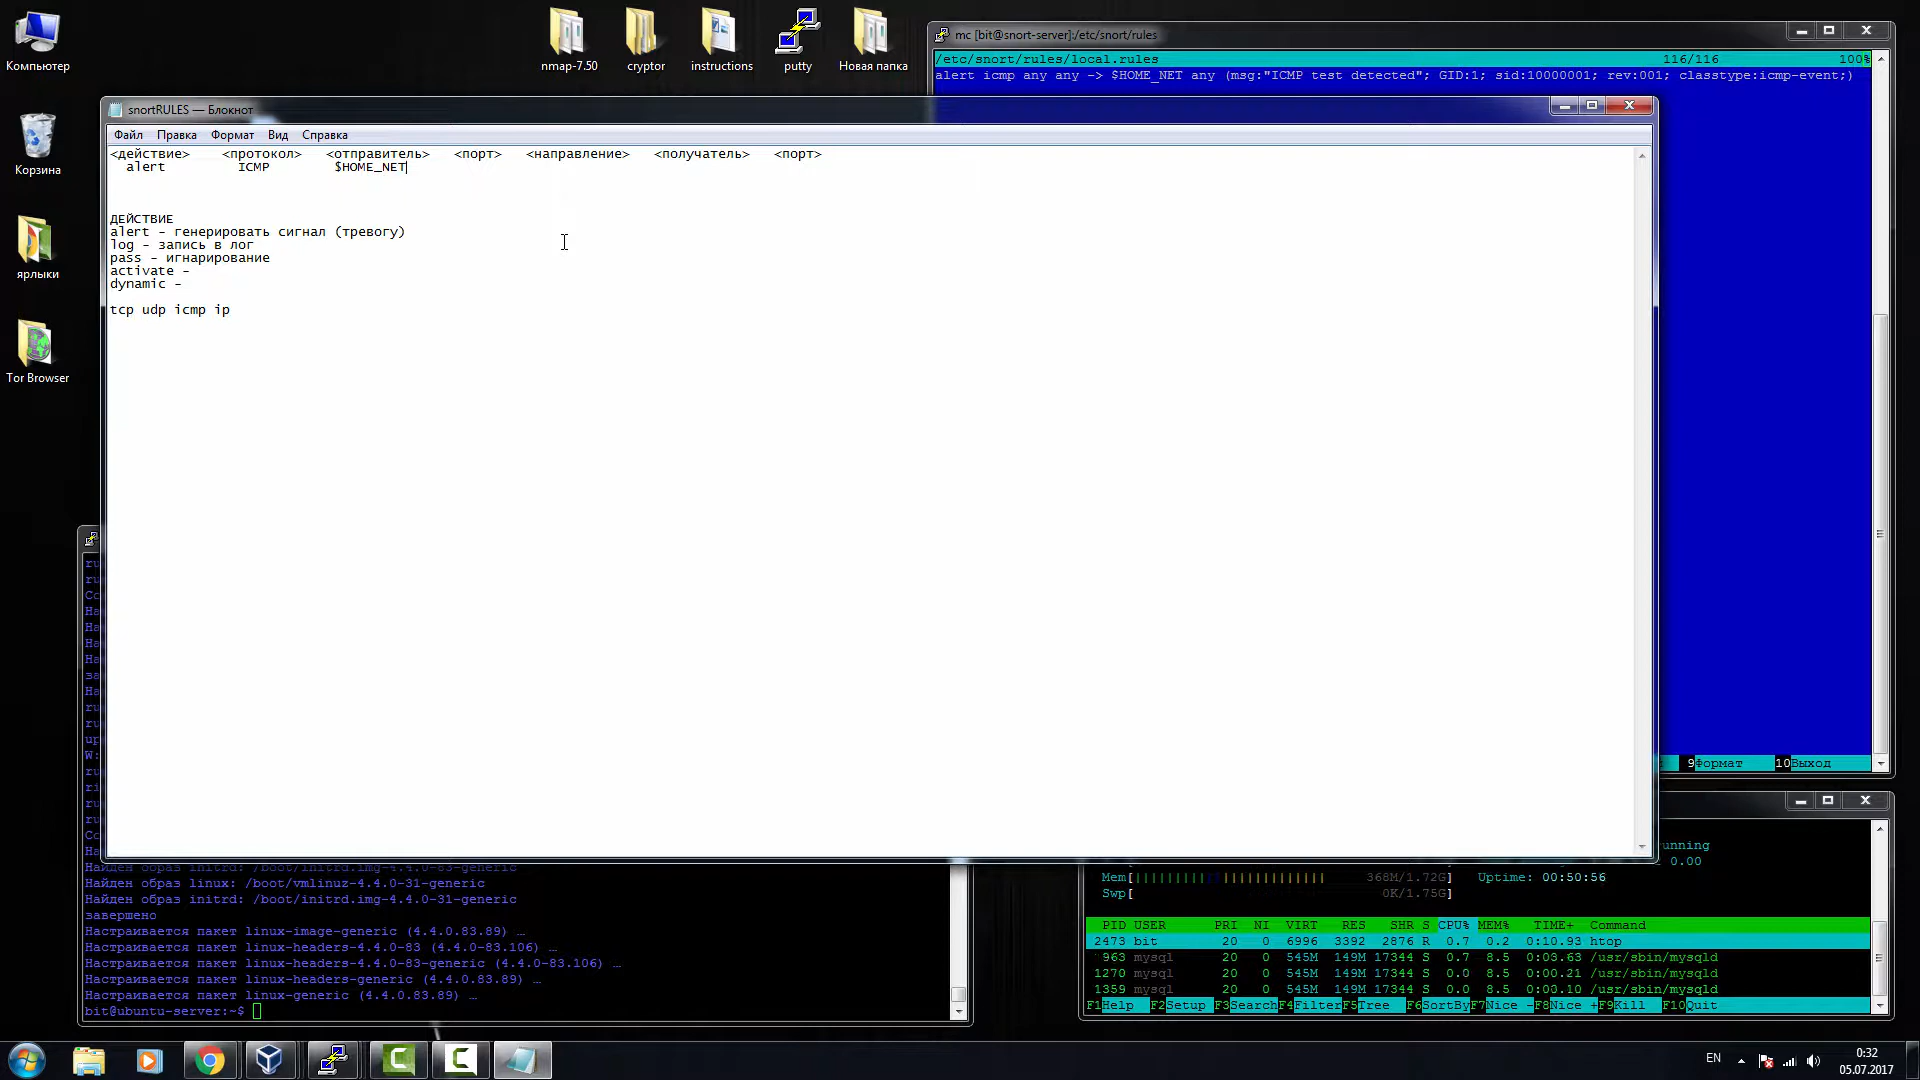 Компьютер
Корзина
ярлыки
Tor Browser
nmap-7.50
cryptor
instructions
putty
Новая папка
mc [bit@snort-server]:/etc/snort/rules
/etc/snort/rules/local.rules 116/116 100%
alert icmp any any -> $HOME_NET any (msg:"ICMP test detected"; GID:1; sid:10000001; rev:001; classtype:icmp-event;)
9Формат 10Выход
snortRULES — Блокнот
Файл Правка Формат Вид Справка
<действие> <протокол> <отправитель> <порт> <направление> <получатель> <порт>
alert ICMP $HOME_NET
ДЕЙСТВИЕ
alert - генерировать сигнал (тревогу)
log - запись в лог
pass - игнарирование
activate -
dynamic -
tcp udp icmp ip
Найден образ initrd: /boot/initrd.img-4.4.0-83-generic
Найден образ linux: /boot/vmlinuz-4.4.0-31-generic
Найден образ initrd: /boot/initrd.img-4.4.0-31-generic
завершено
Настраивается пакет linux-image-generic (4.4.0.83.89) …
Настраивается пакет linux-headers-4.4.0-83 (4.4.0-83.106) …
Настраивается пакет linux-headers-4.4.0-83-generic (4.4.0-83.106) …
Настраивается пакет linux-headers-generic (4.4.0.83.89) …
Настраивается пакет linux-generic (4.4.0.83.89) …
bit@ubuntu-server:~$
unning
0.00
Mem[ 368M/1.72G] Uptime: 00:50:56
Swp[ 0K/1.75G]
PID USER PRI NI VIRT RES SHR S CPU% MEM% TIME+ Command
2473 bit 20 0 6996 3392 2876 R 0.7 0.2 0:10.93 htop
963 mysql 20 0 545M 149M 17344 S 0.7 8.5 0:03.63 /usr/sbin/mysqld
1270 mysql 20 0 545M 149M 17344 S 0.0 8.5 0:00.21 /usr/sbin/mysqld
1359 mysql 20 0 545M 149M 17344 S 0.0 8.5 0:00.10 /usr/sbin/mysqld
F1Help F2Setup F3Search F4Filter F5Tree F6SortBy F7Nice - F8Nice + F9Kill F10Quit
EN
0:32
05.07.2017